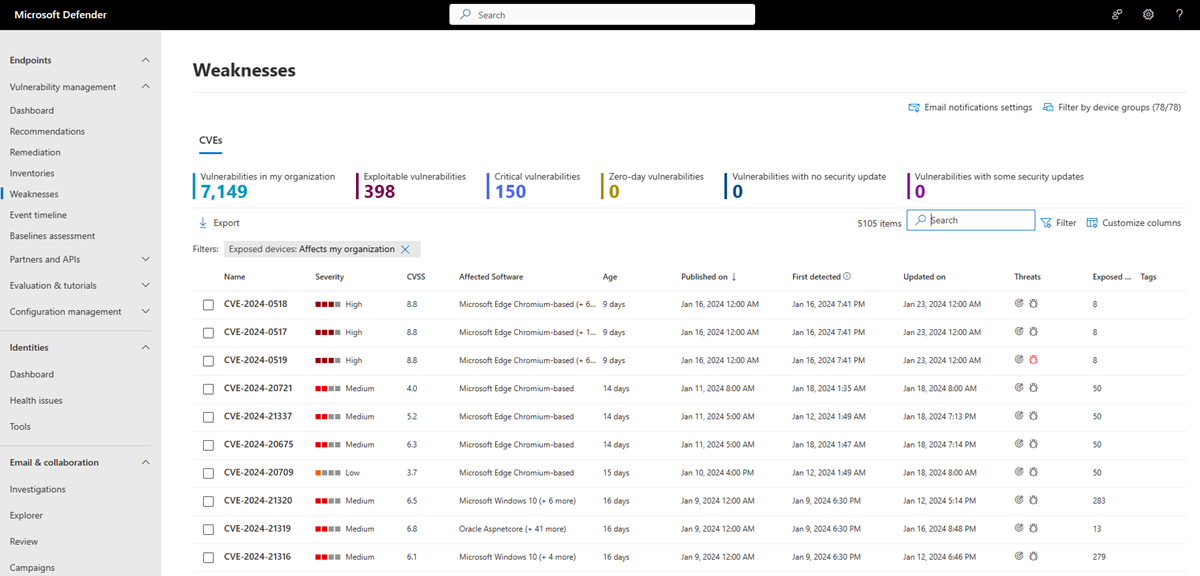 Microsoft Defender
Search
Endpoints
Vulnerability management
Dashboard
Recommendations
Remediation
Inventories
Weaknesses
Event timeline
Baselines assessment
Partners and APIs
Evaluation & tutorials
Configuration management
Identities
Dashboard
Health issues
Tools
Email & collaboration
Investigations
Explorer
Review
Campaigns
Weaknesses
Email notifications settings Filter by device groups (78/78)
CVEs
Vulnerabilities in my organization Exploitable vulnerabilities Critical vulnerabilities Zero-day vulnerabilities Vulnerabilities with no security update Vulnerabilities with some security updates
7,149 398 150 0 0 0
Export 5105 items Search Filter Customize columns
Filters: Exposed devices: Affects my organization
Name Severity CVSS Affected Software Age Published on ↓ First detected Updated on Threats Exposed ... Tags
CVE-2024-0518 High 8.8 Microsoft Edge Chromium-based (+ 6... 9 days Jan 16, 2024 12:00 AM Jan 16, 2024 7:41 PM Jan 23, 2024 12:00 AM 8
CVE-2024-0517 High 8.8 Microsoft Edge Chromium-based (+ 1... 9 days Jan 16, 2024 12:00 AM Jan 16, 2024 7:41 PM Jan 23, 2024 12:00 AM 8
CVE-2024-0519 High 8.8 Microsoft Edge Chromium-based (+ 6... 9 days Jan 16, 2024 12:00 AM Jan 16, 2024 7:41 PM Jan 23, 2024 12:00 AM 8
CVE-2024-20721 Medium 4.0 Microsoft Edge Chromium-based 14 days Jan 11, 2024 8:00 AM Jan 18, 2024 1:35 AM Jan 18, 2024 8:00 AM 50
CVE-2024-21337 Medium 5.2 Microsoft Edge Chromium-based 14 days Jan 11, 2024 5:00 AM Jan 12, 2024 1:49 AM Jan 18, 2024 7:13 PM 50
CVE-2024-20675 Medium 6.3 Microsoft Edge Chromium-based 14 days Jan 11, 2024 5:00 AM Jan 18, 2024 1:47 AM Jan 18, 2024 7:14 PM 50
CVE-2024-20709 Low 3.7 Microsoft Edge Chromium-based 15 days Jan 10, 2024 4:00 PM Jan 12, 2024 1:49 AM Jan 18, 2024 8:00 AM 50
CVE-2024-21320 Medium 6.5 Microsoft Windows 10 (+ 6 more) 16 days Jan 9, 2024 12:00 AM Jan 9, 2024 6:30 PM Jan 12, 2024 5:14 PM 283
CVE-2024-21319 Medium 6.8 Oracle Aspnetcore (+ 41 more) 16 days Jan 9, 2024 12:00 AM Jan 9, 2024 6:30 PM Jan 16, 2024 8:48 PM 13
CVE-2024-21316 Medium 6.1 Microsoft Windows 10 (+ 4 more) 16 days Jan 9, 2024 12:00 AM Jan 9, 2024 6:30 PM Jan 12, 2024 6:46 PM 279